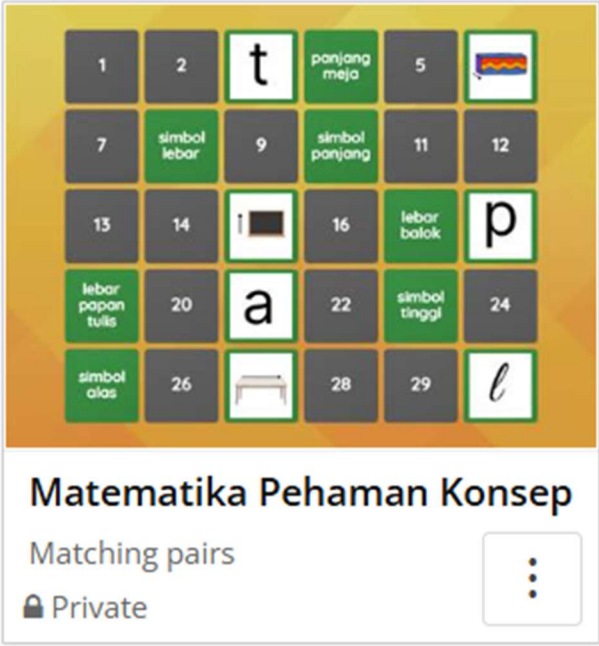 1
2
t
panjang
meja
5
7
simbol
lebar
9
simbol
panjang
11
12
13
14
16
lebar
balok
p
lebar
papan
tulis
20
a
22
simbol
tinggi
24
simbol
alas
26
28
29
ℓ
Matematika Pehaman Konsep
Matching pairs
Private